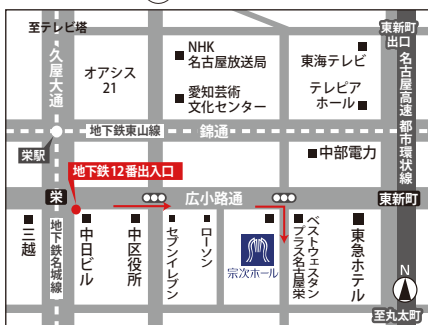 至テレビ塔
東新町
出口
久屋大通
オアシス
21
■NHK
名古屋放送局
■愛知芸術
文化センター
東海テレビ
テレピア
ホール■
名古屋高速 都市環状線
地下鉄東山線
錦通
栄駅
■中部電力
地下鉄12番出入口
栄
広小路通
東新町
三越
地下鉄名城線
中日ビル
中区役所
セブンイレブン
ローソン
宗次ホール
ベストウェスタン
プラス名古屋栄
東急ホテル
N
至丸太町